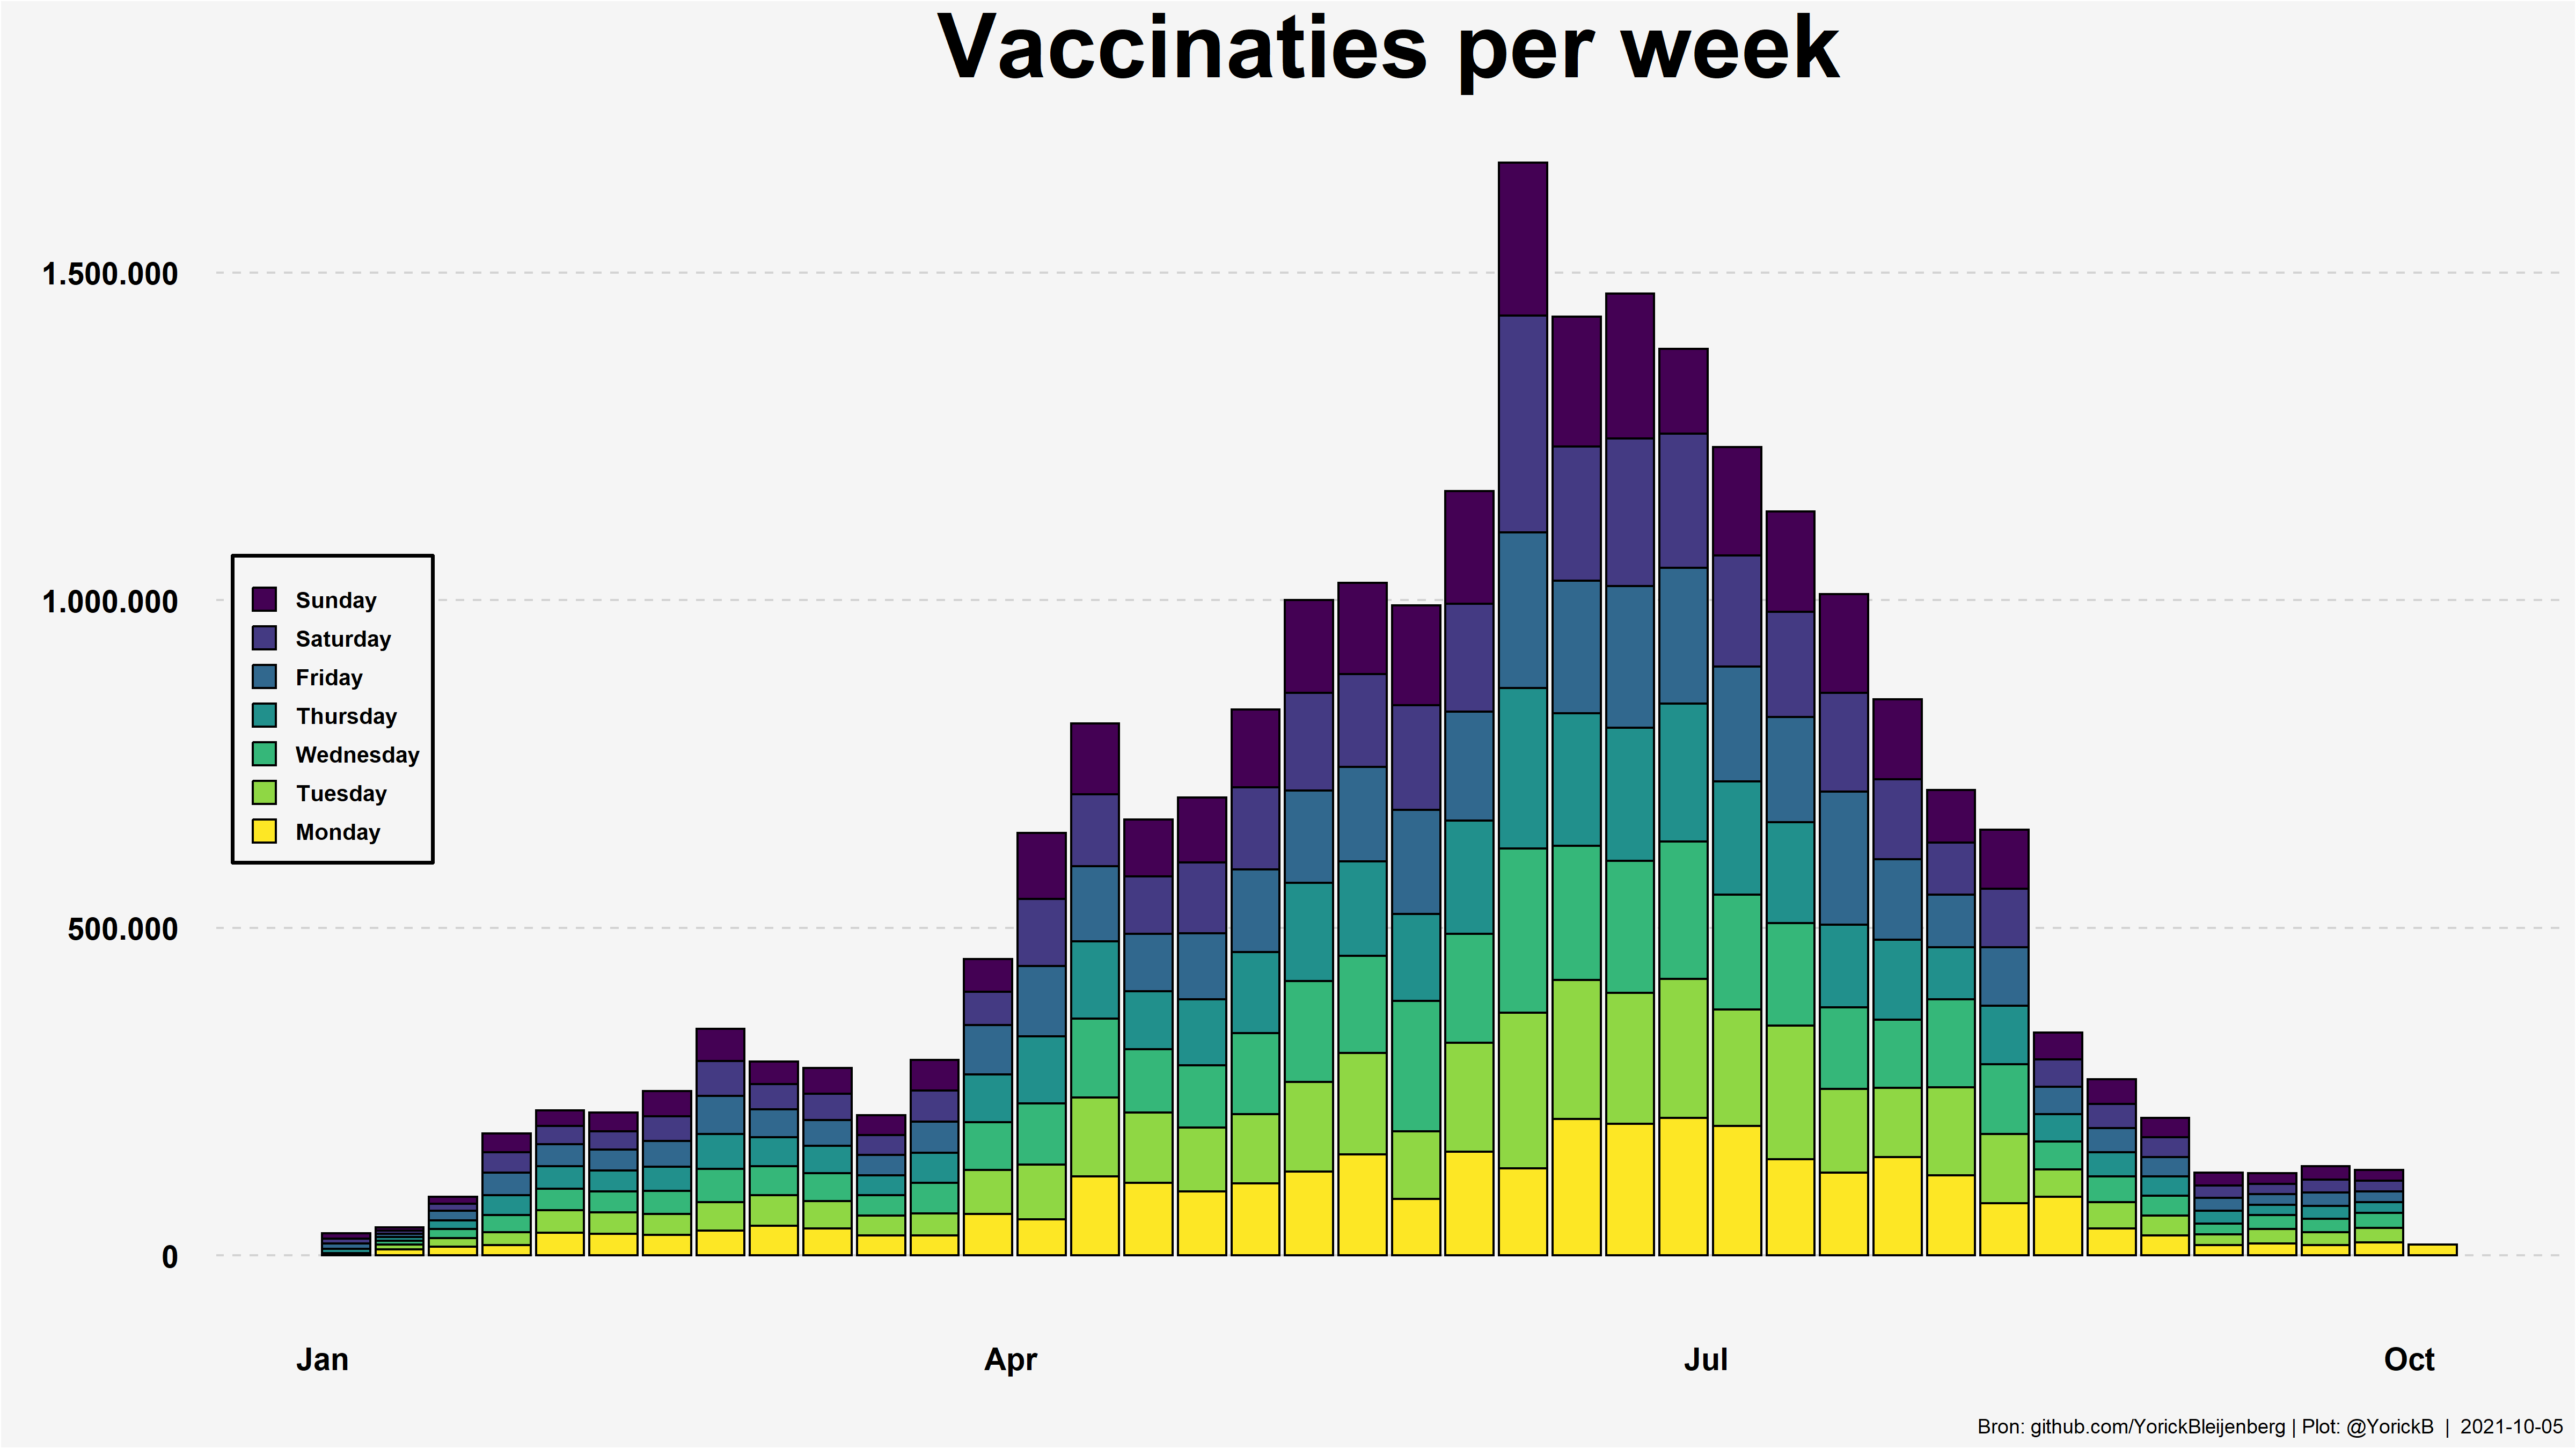 Vaccinaties per week
1.500.000
1.000.000
500.000
0
Sunday
Saturday
Friday
Thursday
Wednesday
Tuesday
Monday
Jan Apr Jul Oct
Bron: github.com/YorickBleijenberg | Plot: @YorickB | 2021-10-05